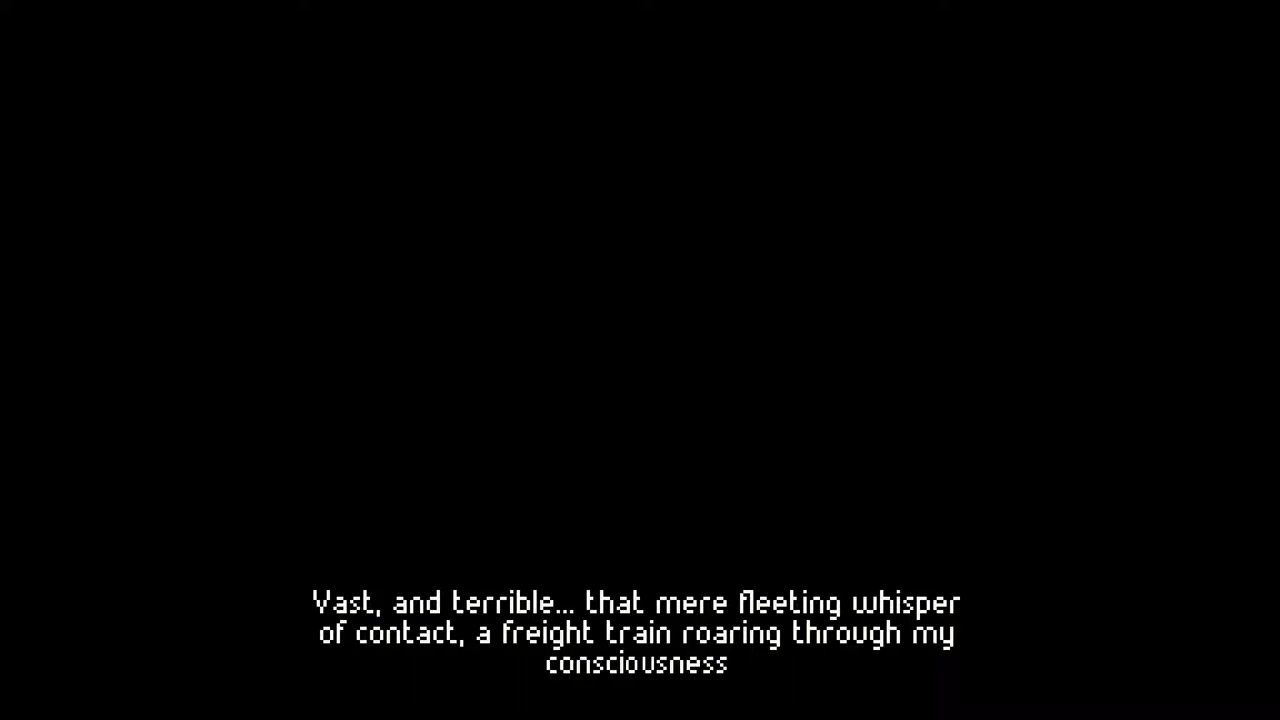 Vast, and terrible... that mere fleeting whisper
of contact, a freight train roaring through my
consciousness